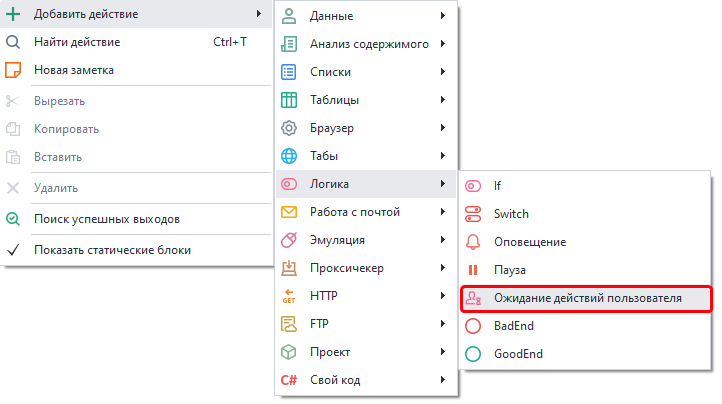 Добавить действие
Найти действие Ctrl+T
Новая заметка
Вырезать
Копировать
Вставить
Удалить
Поиск успешных выходов
Показать статические блоки
Данные
Анализ содержимого
Списки
Таблицы
Браузер
Табы
Логика
Работа с почтой
Эмуляция
Проксичекер
GET HTTP
FTP
Проект
C# Свой код
If
Switch
Оповещение
Пауза
Ожидание действий пользователя
BadEnd
GoodEnd